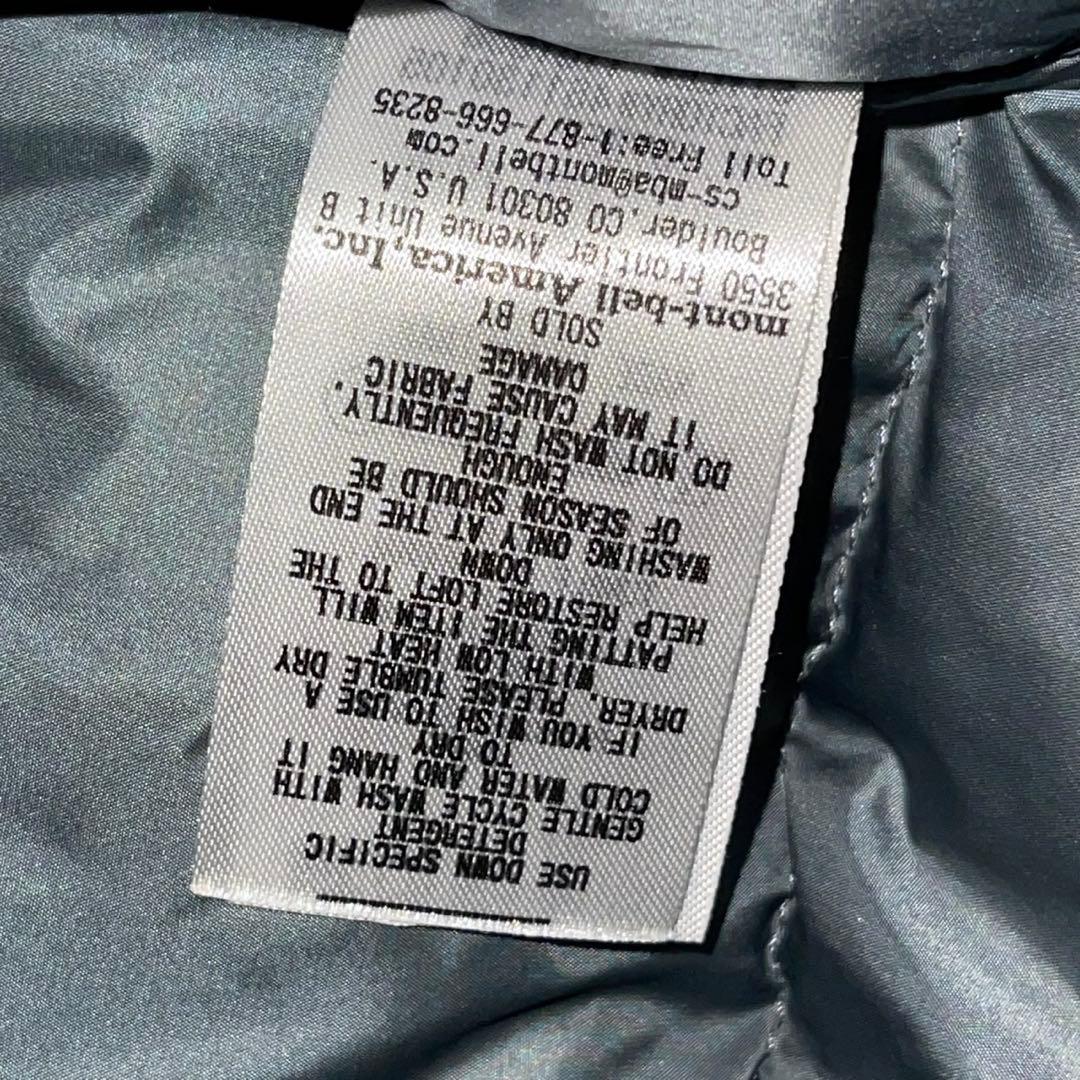 USE DOWN SPECIFIC
DETERGENT
GENTLE CYCLE WASH WITH
COLD WATER AND HANG IT
TO DRY
IF YOU WISH TO USE A
DRYER, PLEASE TUMBLE DRY
WITH LOW HEAT
PATTING THE ITEM WILL
HELP RESTORE LOFT TO THE
DOWN
WASHING ONLY AT THE END
OF SEASON SHOULD BE
ENOUGH
DO NOT WASH FREQUENTLY,
IT MAY CAUSE FABRIC
DAMAGE
SOLD BY
mont-bell America, Inc.
3550 Frontier Avenue Unit B
Boulder, CO 80301 U.S.A.
cs-mba@montbell.com
Toll Free:1-877-666-8235